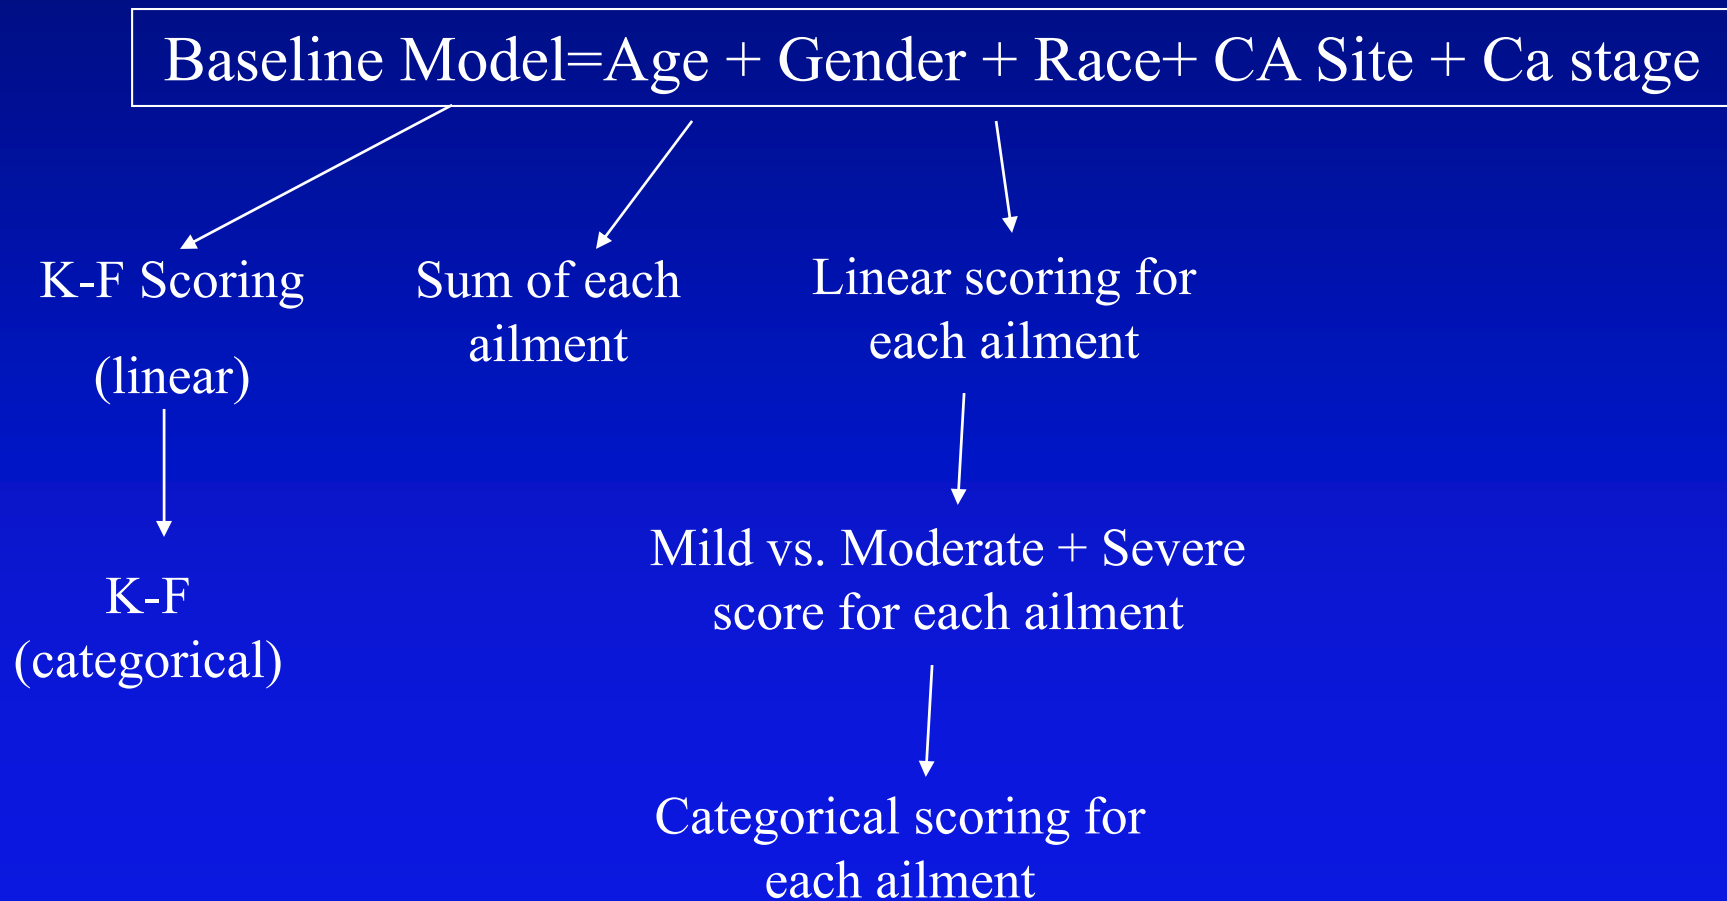 Baseline Model=Age + Gender + Race+ CA Site + Ca stage
K-F Scoring
(linear)
Sum of each
ailment
Linear scoring for
each ailment
K-F
(categorical)
Mild vs. Moderate + Severe
score for each ailment
Categorical scoring for
each ailment